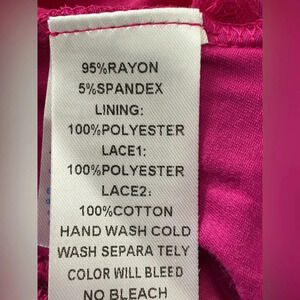 95%RAYON
5%SPANDEX
LINING:
100%POLYESTER
LACE1:
100%POLYESTER
LACE2:
100%COTTON
HAND WASH COLD
WASH SEPARA TELY
COLOR WILL BLEED
NO BLEACH